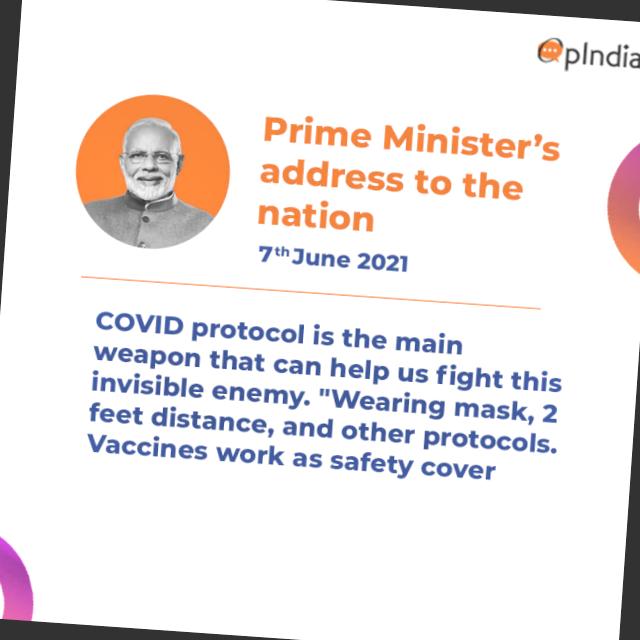 OpIndia
Prime Minister's
address to the
nation
7th June 2021
COVID protocol is the main
weapon that can help us fight this
invisible enemy. "Wearing mask, 2
feet distance, and other protocols.
Vaccines work as safety cover